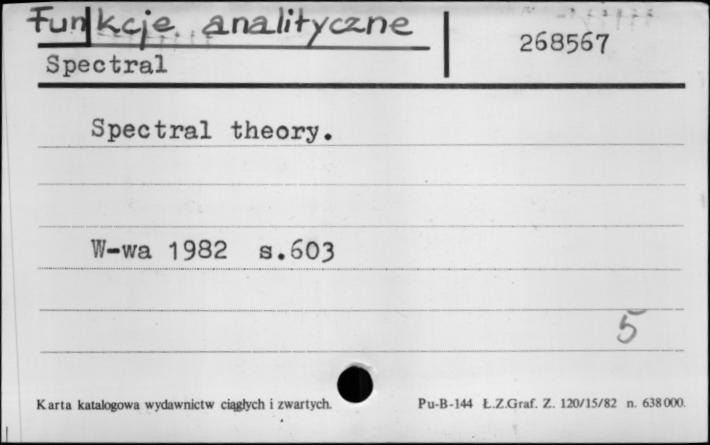 Funkcje analityczne
268567
Spectral
Spectral theory.
W-wa 1982 s.603
5
Karta katalogowa wydawnictw ciągłych i zwartych.
Pu-B-144 Ł.Z.Graf. Z. 120/15/82 n. 638000.